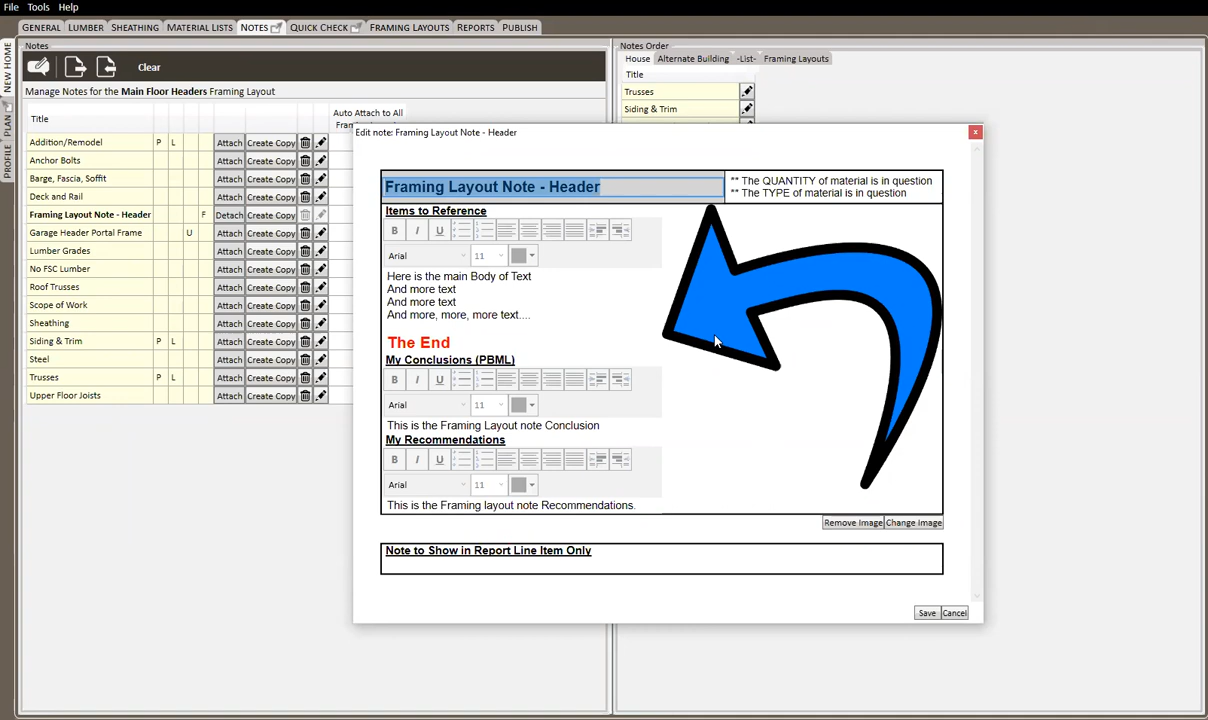 File Tools Help
GENERAL LUMBER SHEATHING MATERIAL LISTS NOTES QUICK CHECK FRAMING LAYOUTS REPORTS PUBLISH
NEW HOME
PLAN
PROFILE
Notes
Clear
Manage Notes for the Main Floor Headers Framing Layout
Title
Auto Attach to All
Addition/Remodel P L Attach Create Copy
Anchor Bolts Attach Create Copy
Barge, Fascia, Soffit Attach Create Copy
Deck and Rail Attach Create Copy
Framing Layout Note - Header F Detach Create Copy
Garage Header Portal Frame U Attach Create Copy
Lumber Grades Attach Create Copy
No FSC Lumber Attach Create Copy
Roof Trusses Attach Create Copy
Scope of Work Attach Create Copy
Sheathing Attach Create Copy
Siding & Trim P L Attach Create Copy
Steel Attach Create Copy
Trusses P L Attach Create Copy
Upper Floor Joists Attach Create Copy
Notes Order
House Alternate Building -List- Framing Layouts
Title
Trusses
Siding & Trim
Edit note: Framing Layout Note - Header
x
Framing Layout Note - Header
** The QUANTITY of material is in question
** The TYPE of material is in question
Items to Reference
B I U
Arial 11
Here is the main Body of Text
And more text
And more text
And more, more, more text....
The End
My Conclusions (PBML)
B I U
Arial 11
This is the Framing Layout note Conclusion
My Recommendations
B I U
Arial 11
This is the Framing layout note Recommendations.
Remove Image Change Image
Note to Show in Report Line Item Only
Save Cancel